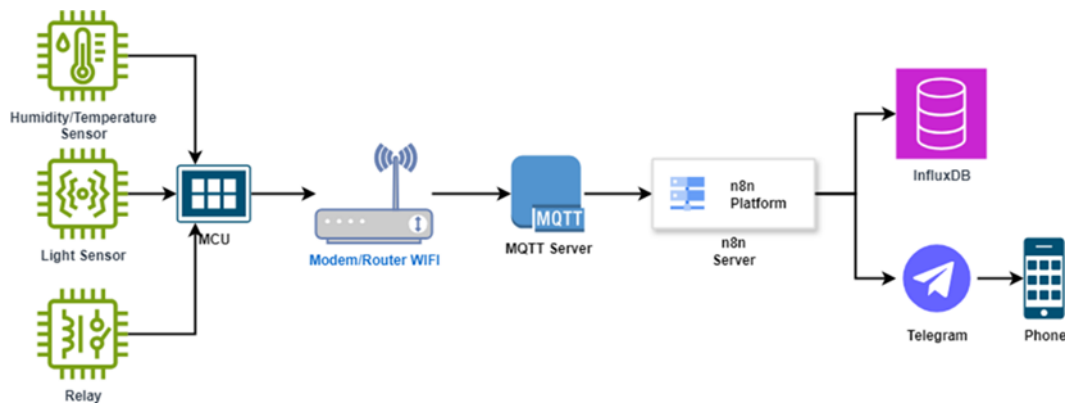 Humidity/Temperature
Sensor
Light Sensor
Relay
MCU
Modem/Router WIFI
MQTT
MQTT Server
n8n
Platform
n8n
Server
InfluxDB
Telegram
Phone